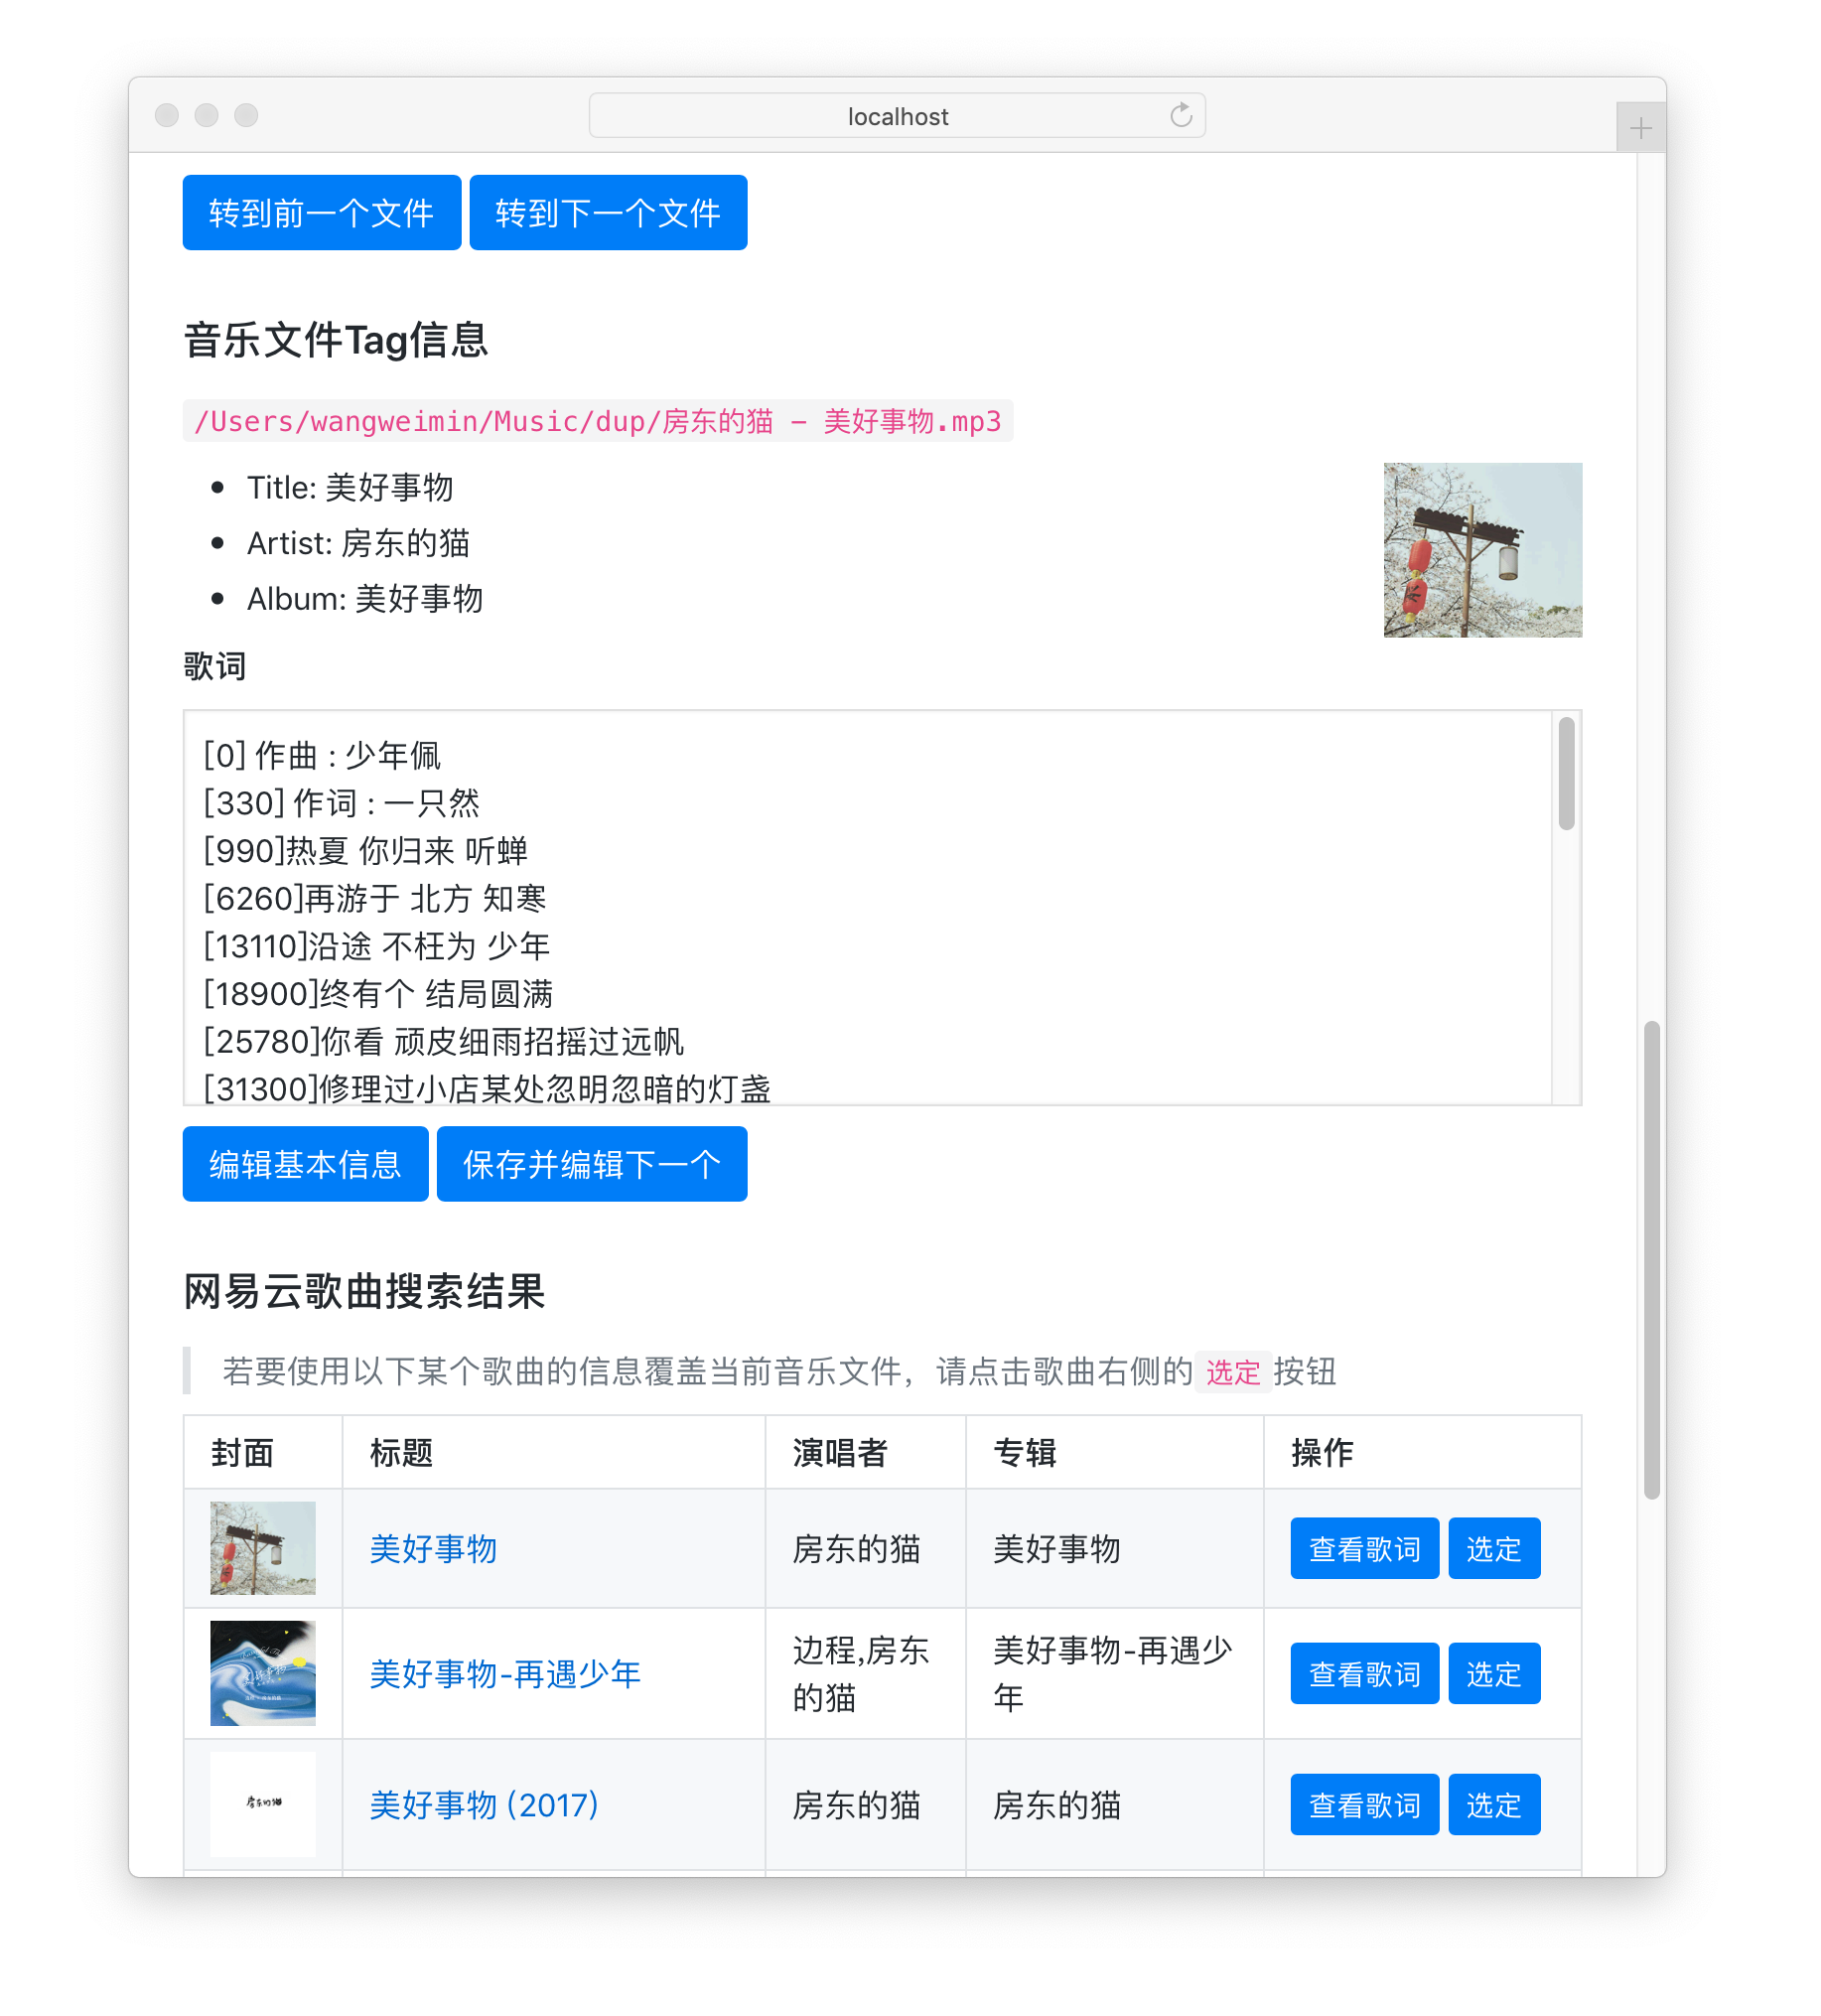 localhost
转到前一个文件 转到下一个文件
音乐文件Tag信息
/Users/wangweimin/Music/dup/房东的猫 - 美好事物.mp3
Title: 美好事物
Artist: 房东的猫
Album: 美好事物
歌词
[0] 作曲 : 少年佩
[330] 作词 : 一只然
[990]热夏 你归来 听蝉
[6260]再游于 北方 知寒
[13110]沿途 不枉为 少年
[18900]终有个 结局圆满
[25780]你看 顽皮细雨招摇过远帆
[31300]修理过小店某处忽明忽暗的灯盏
编辑基本信息 保存并编辑下一个
网易云歌曲搜索结果
若要使用以下某个歌曲的信息覆盖当前音乐文件，请点击歌曲右侧的选定按钮
封面 标题 演唱者 专辑 操作
美好事物 房东的猫 美好事物 查看歌词 选定
美好事物-再遇少年 边程,房东的猫 美好事物-再遇少年 查看歌词 选定
房东的猫 美好事物 (2017) 房东的猫 房东的猫 查看歌词 选定